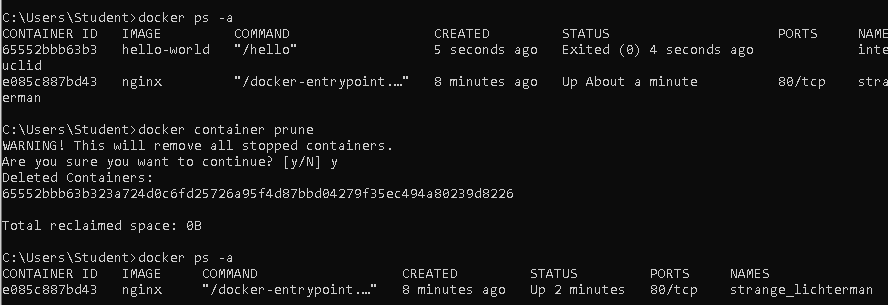 C:\Users\Student>docker ps -a
CONTAINER ID   IMAGE         COMMAND                  CREATED         STATUS                     PORTS     NAME
65552bbb63b3   hello-world   "/hello"                 5 seconds ago   Exited (0) 4 seconds ago             inte
uclid
e085c887bd43   nginx         "/docker-entrypoint.…"   8 minutes ago   Up About a minute          80/tcp    stra
erman
C:\Users\Student>docker container prune
WARNING! This will remove all stopped containers.
Are you sure you want to continue? [y/N] y
Deleted Containers:
65552bbb63b323a724d0c6fd25726a95f4d87bbd04279f35ec494a80239d8226
Total reclaimed space: 0B
C:\Users\Student>docker ps -a
CONTAINER ID   IMAGE     COMMAND                  CREATED         STATUS         PORTS     NAMES
e085c887bd43   nginx     "/docker-entrypoint.…"   8 minutes ago   Up 2 minutes   80/tcp    strange_lichterman